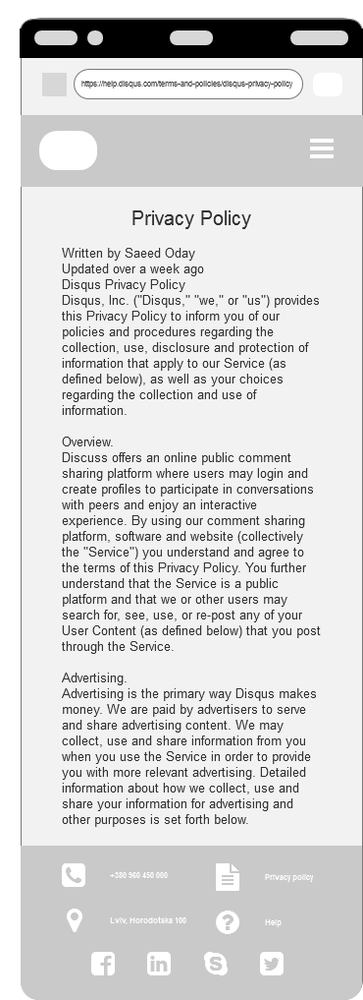 https://help.disqus.com/terms-and-policies/disqus-privacy-policy
Privacy Policy
Written by Saeed Oday
Updated over a week ago
Disqus Privacy Policy
Disqus, Inc. ("Disqus," "we," or "us") provides
this Privacy Policy to inform you of our
policies and procedures regarding the
collection, use, disclosure and protection of
information that apply to our Service (as
defined below), as well as your choices
regarding the collection and use of
information.
Overview.
Discuss offers an online public comment
sharing platform where users may login and
create profiles to participate in conversations
with peers and enjoy an interactive
experience. By using our comment sharing
platform, software and website (collectively
the "Service") you understand and agree to
the terms of this Privacy Policy. You further
understand that the Service is a public
platform and that we or other users may
search for, see, use, or re-post any of your
User Content (as defined below) that you post
through the Service.
Advertising.
Advertising is the primary way Disqus makes
money. We are paid by advertisers to serve
and share advertising content. We may
collect, use and share information from you
when you use the Service in order to provide
you with more relevant advertising. Detailed
information about how we collect, use and
share your information for advertising and
other purposes is set forth below.
+380 960 450 000
Privacy policy
Lviv, Horodotska 100
Help